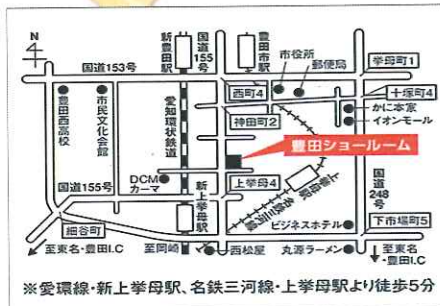 N
新豊田駅
国道155号
豊田市駅
市役所
郵便局
国道153号
挙母町1
西町4
十塚町4
かに本家
イオンモール
豊田西高校
市民文化会館
愛知環状鉄道
神田町2
豊田ショールーム
DCMカーマ
上挙母4
国道155号
新上挙母駅
上挙母駅
名鉄三河線
国道248号
細谷町
ビジネスホテル
下市場町5
至東名・豊田I.C
至岡崎
西松屋
丸源ラーメン
至東名・豊田I.C
※愛環線・新上挙母駅、名鉄三河線・上挙母駅より徒歩5分